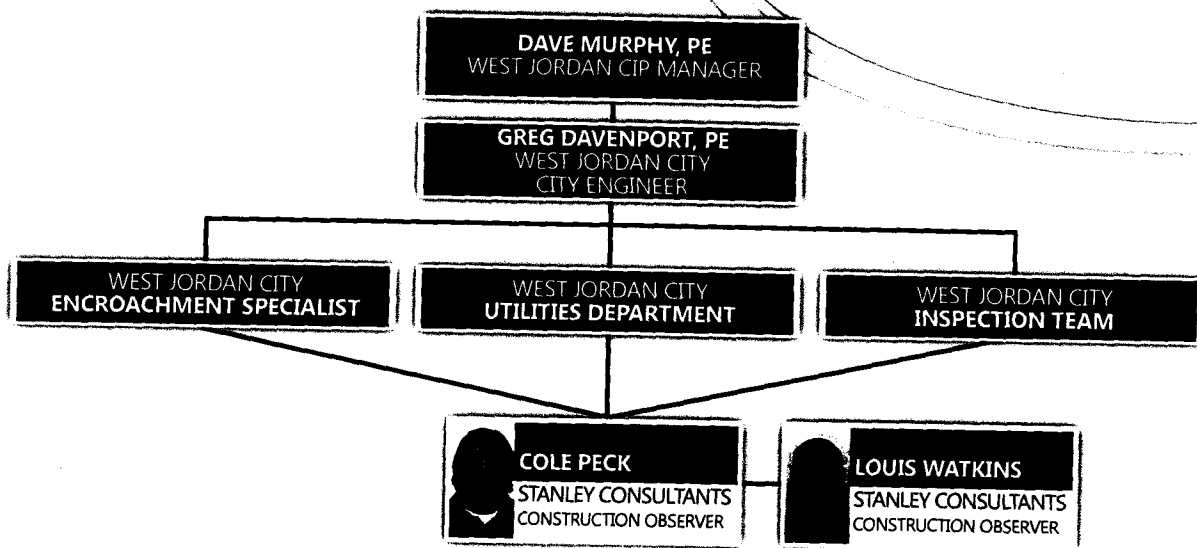 DAVE MURPHY, PE
WEST JORDAN CIP MANAGER
GREG DAVENPORT, PE
WEST JORDAN CITY
CITY ENGINEER
WEST JORDAN CITY
ENCROACHMENT SPECIALIST
WEST JORDAN CITY
UTILITIES DEPARTMENT
WEST JORDAN CITY
INSPECTION TEAM
COLE PECK
STANLEY CONSULTANTS
CONSTRUCTION OBSERVER
LOUIS WATKINS
STANLEY CONSULTANTS
CONSTRUCTION OBSERVER